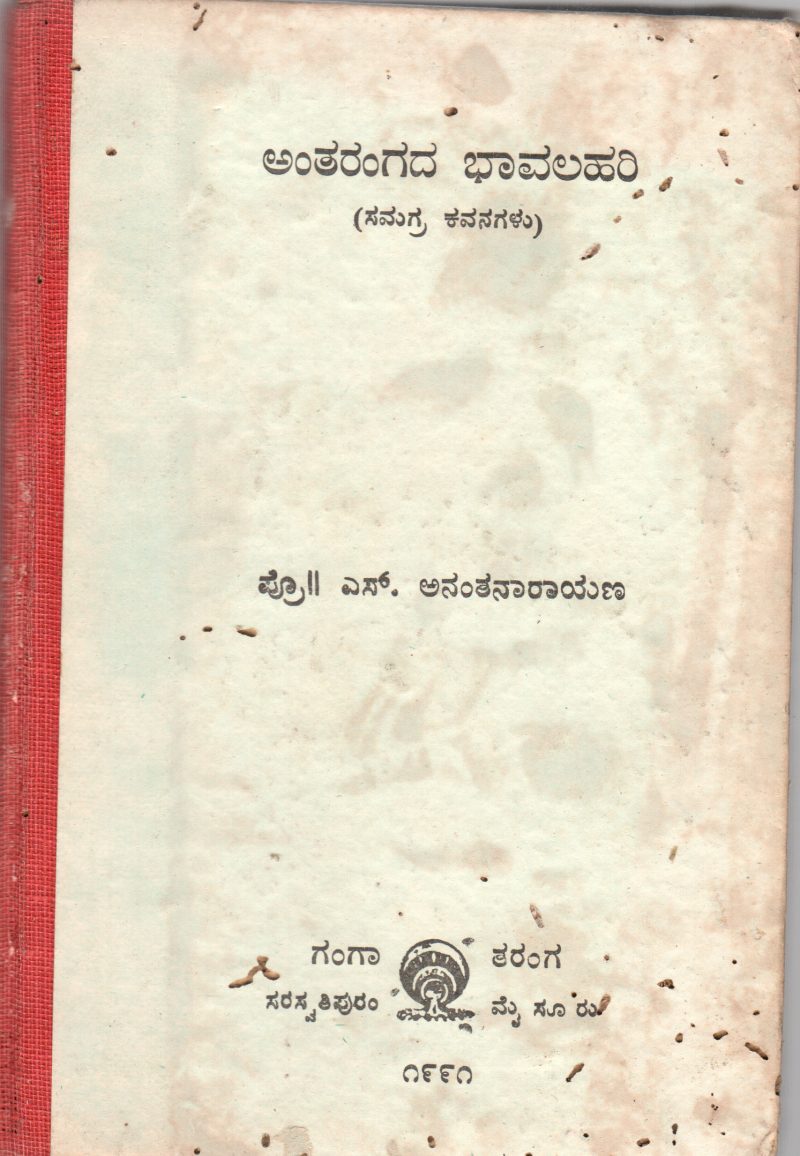 ಅಂತರಂಗದ ಭಾವಲಹರಿ
(ಸಮಗ್ರ ಕವನಗಳು)
ಪ್ರೊ॥ ಎಸ್. ಅನಂತನಾರಾಯಣ
ಗಂಗಾ ತರಂಗ
ಸರಸ್ವತಿಪುರಂ ಮೈ ಸೂ ರು
೧೯೯೧